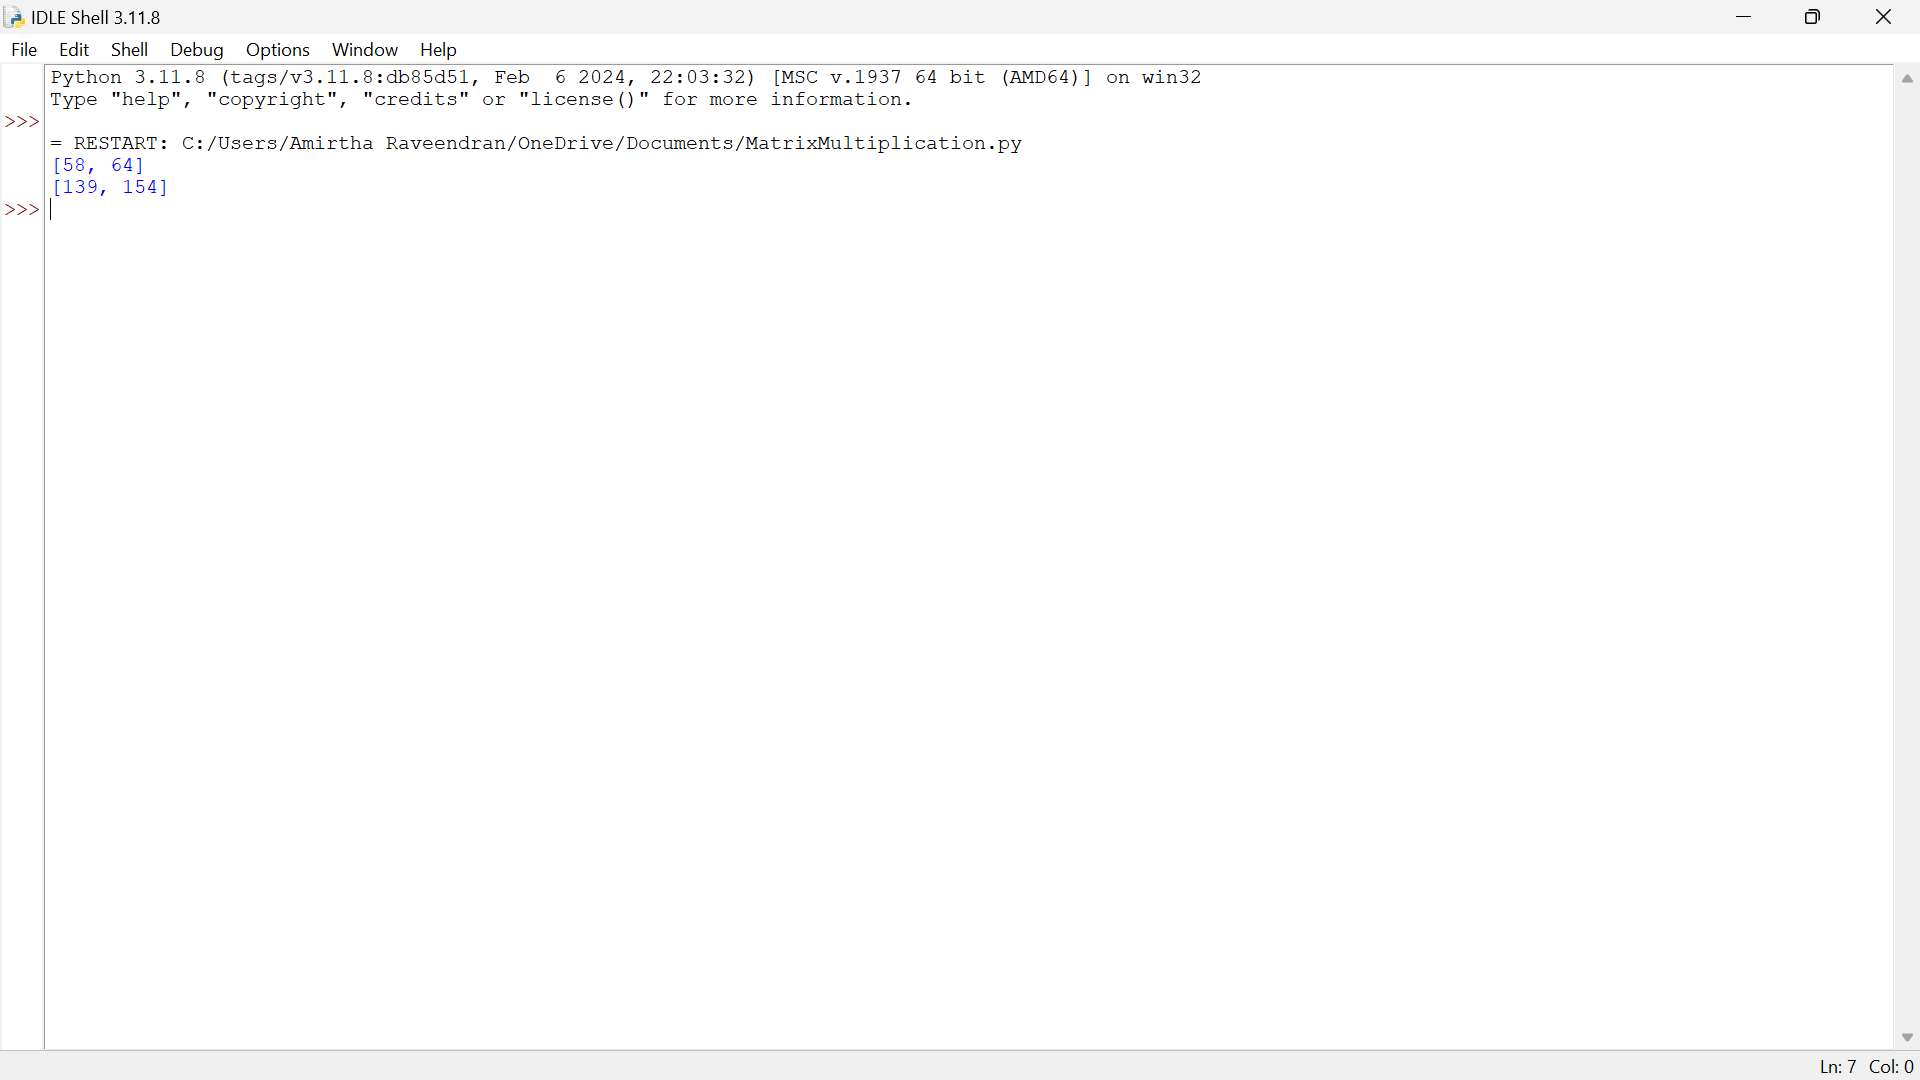 IDLE Shell 3.11.8
File Edit Shell Debug Options Window Help
Python 3.11.8 (tags/v3.11.8:db85d51, Feb  6 2024, 22:03:32) [MSC v.1937 64 bit (AMD64)] on win32
Type "help", "copyright", "credits" or "license()" for more information.
>>>
= RESTART: C:/Users/Amirtha Raveendran/OneDrive/Documents/MatrixMultiplication.py
[58, 64]
[139, 154]
>>>
Ln: 7 Col: 0